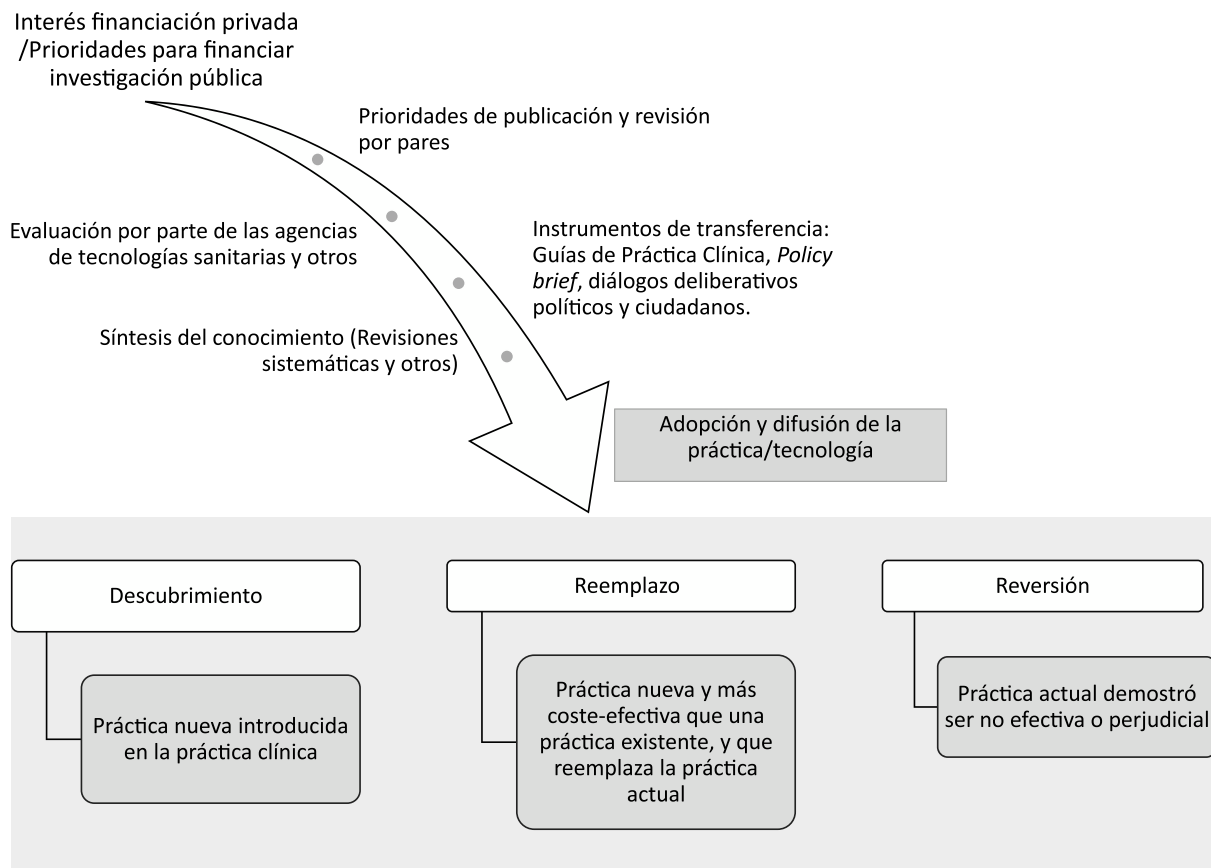 Interés financiación privada
/Prioridades para financiar
investigación pública
Prioridades de publicación y revisión
por pares
Evaluación por parte de las agencias
de tecnologías sanitarias y otros
Instrumentos de transferencia:
Guías de Práctica Clínica, Policy
brief, diálogos deliberativos
políticos y ciudadanos.
Síntesis del conocimiento (Revisiones
sistemáticas y otros)
Adopción y difusión de la
práctica/tecnología
Descubrimiento
Práctica nueva introducida
en la práctica clínica
Reemplazo
Práctica nueva y más
coste-efectiva que una
práctica existente, y que
reemplaza la práctica
actual
Reversión
Práctica actual demostró
ser no efectiva o perjudicial